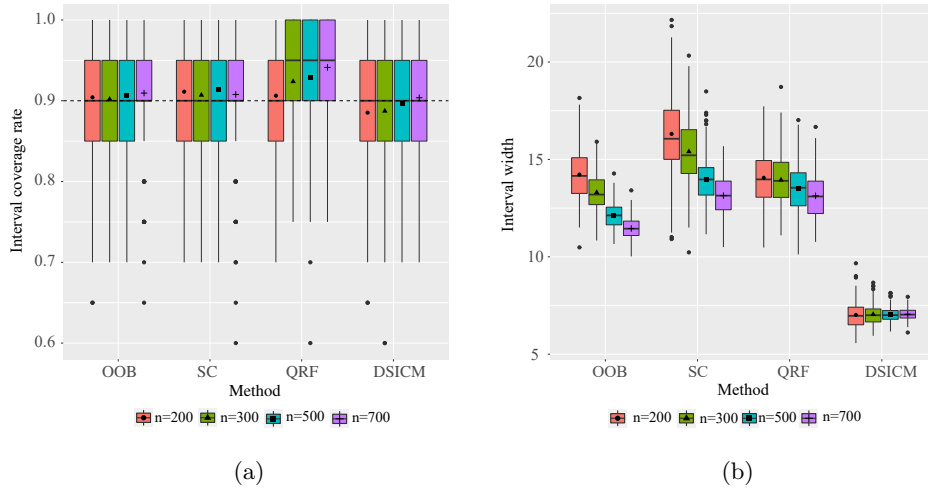 1.0
0.9
0.8
0.7
0.6
Interval coverage rate
OOB SC QRF DSICM
Method
n=200 n=300 n=500 n=700
(a)
20
15
10
5
Interval width
OOB SC QRF DSICM
Method
n=200 n=300 n=500 n=700
(b)